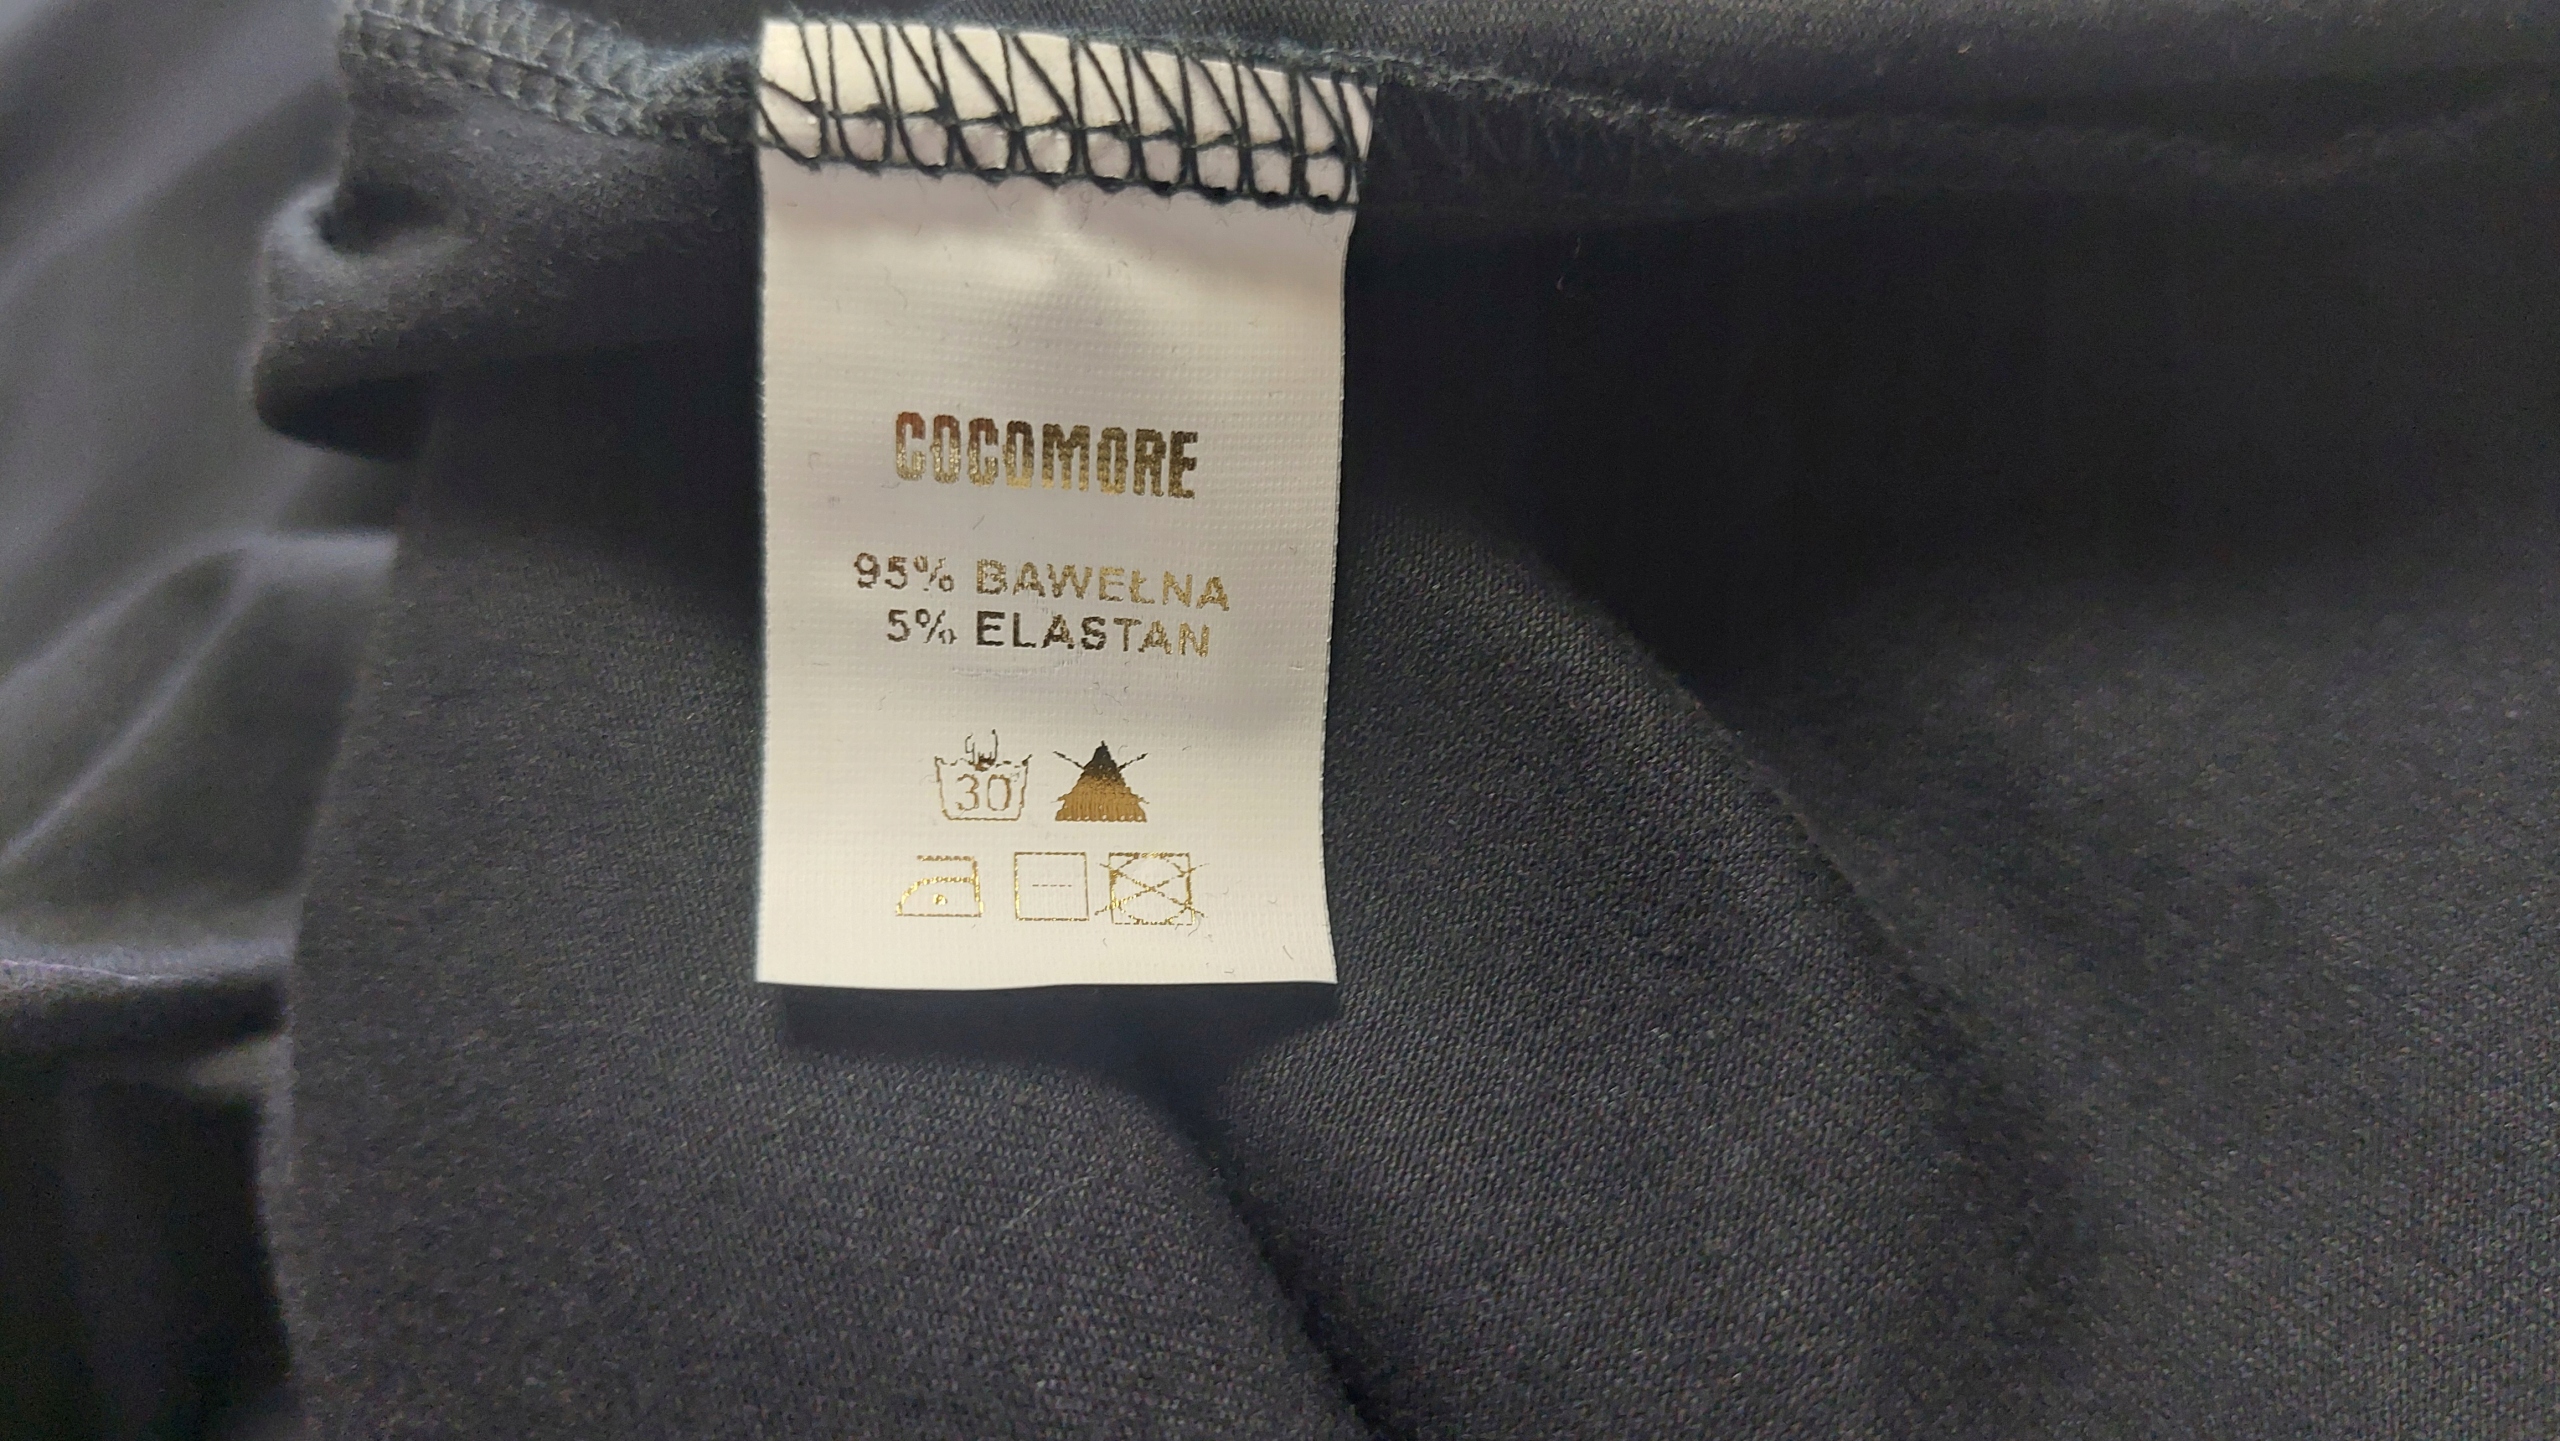 COCOMORE
95% BAWEŁNA
5% ELASTAN
30